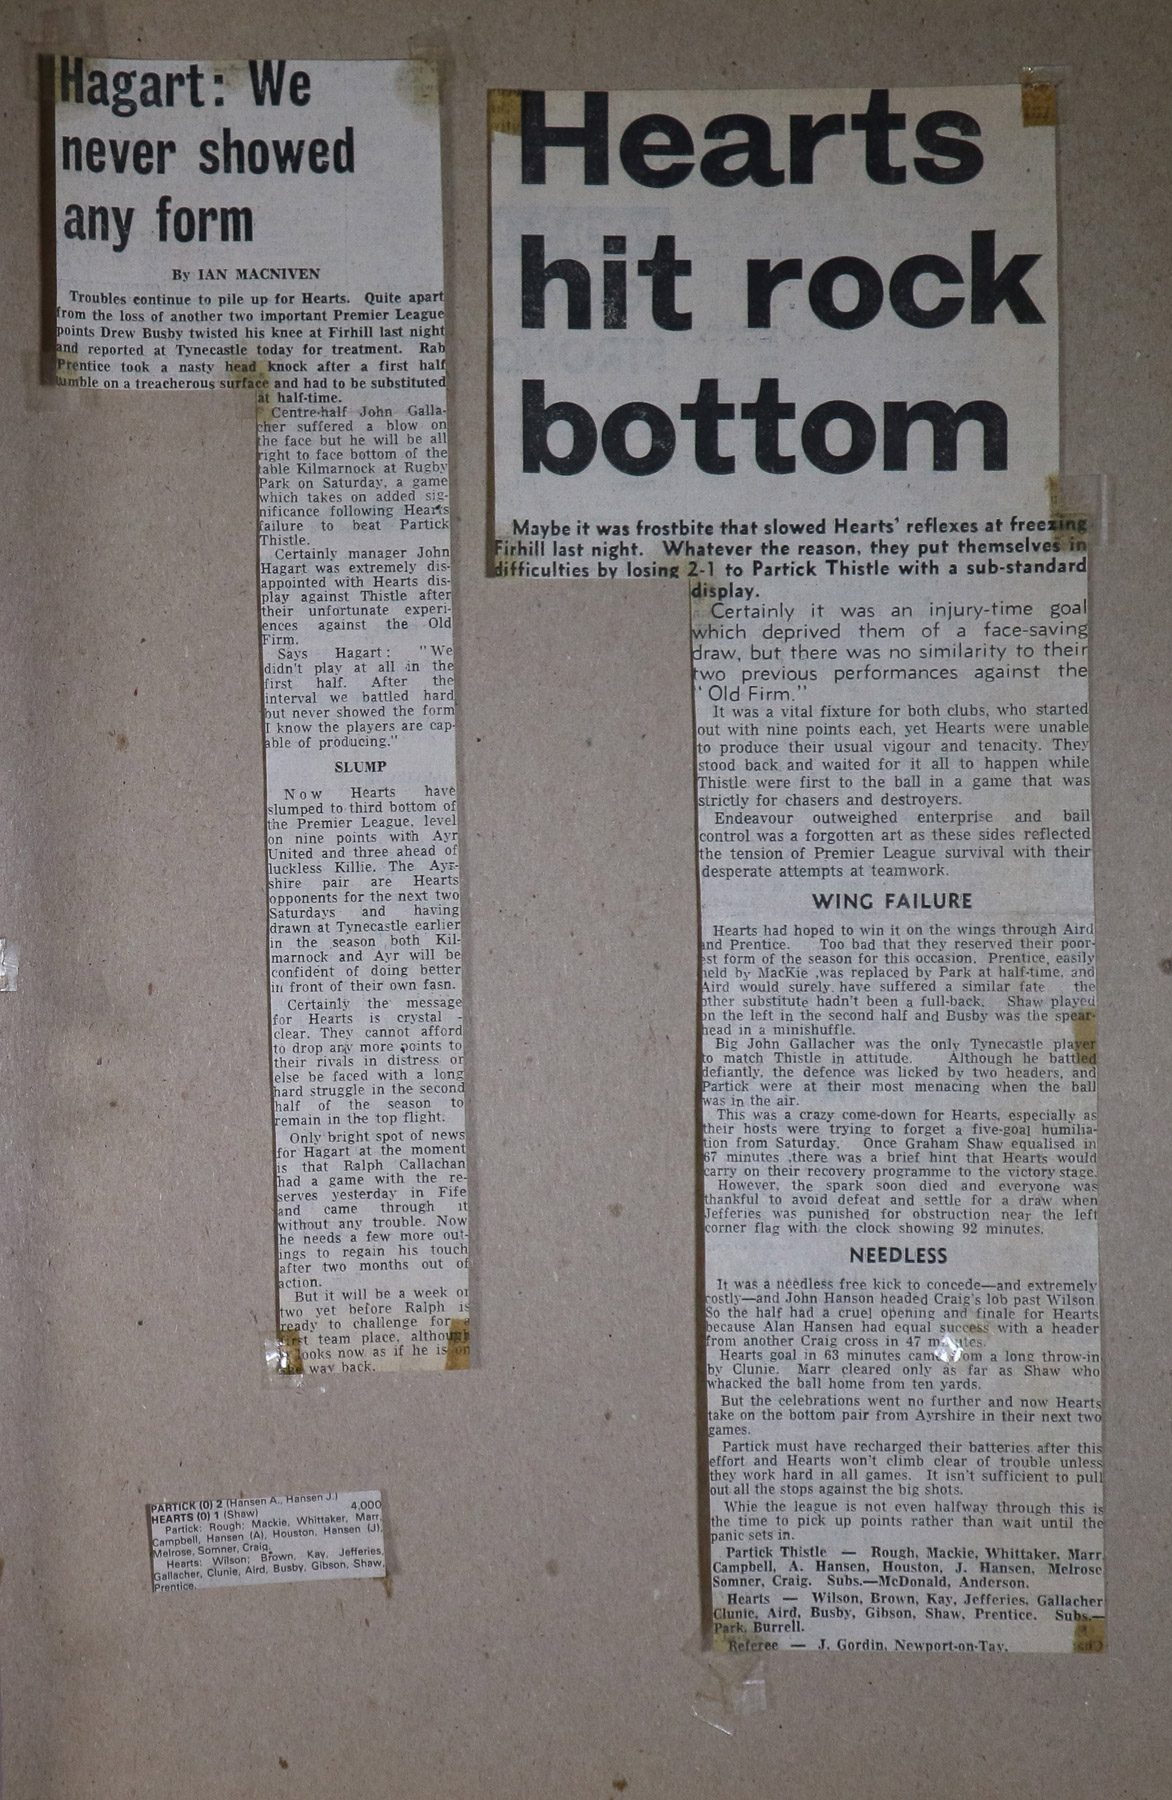 Hagart: We
never showed
any form
By IAN MACNIVEN
Troubles continue to pile up for Hearts. Quite apart
from the loss of another two important Premier League
points Drew Busby twisted his knee at Firhill last night
and reported at Tynecastle today for treatment. Rab
Prentice took a nasty head knock after a first half
tumble on a treacherous surface and had to be substituted
at half-time.
Centre-half John Galla-
cher suffered a blow on
the face but he will be all
right to face bottom of the
table Kilmarnock at Rugby
Park on Saturday, a game
which takes on added sig-
nificance following Hearts
failure to beat Partick
Thistle.
Certainly manager John
Hagart was extremely dis-
appointed with Hearts dis-
play against Thistle after
their unfortunate experi-
ences against the Old
Firm.
Says Hagart: "We
didn't play at all in the
first half. After the
interval we battled hard
but never showed the form
I know the players are cap-
able of producing."
SLUMP
Now Hearts have
slumped to third bottom of
the Premier League, level
on nine points with Ayr
United and three ahead of
luckless Killie. The Ayr-
shire pair are Hearts
opponents for the next two
Saturdays and having
drawn at Tynecastle earlier
in the season both Kil-
marnock and Ayr will be
confident of doing better
in front of their own fasn.
Certainly the message
for Hearts is crystal -
clear. They cannot afford
to drop any more points to
their rivals in distress or
else be faced with a long
hard struggle in the second
half of the season to
remain in the top flight.
Only bright spot of news
for Hagart at the moment
is that Ralph Callachan
had a game with the re-
serves yesterday in Fife
and came through it
without any trouble. Now
he needs a few more out-
ings to regain his touch
after two months out of
action.
But it will be a week or
two yet before Ralph is
ready to challenge for a
first team place, although
looks now as if he is on
the way back.
PARTICK (0) 2 (Hansen A., Hansen J.)
4,000
HEARTS (0) 1 (Shaw)
Partick: Rough; Mackie, Whittaker, Marr,
Campbell, Hansen (A), Houston, Hansen (J),
Melrose, Somner, Craig.
Hearts: Wilson; Brown, Kay, Jefferies,
Gallacher, Clunie, Aird, Busby, Gibson, Shaw,
Prentice.
Hearts
hit rock
bottom
Maybe it was frostbite that slowed Hearts' reflexes at freezing
Firhill last night. Whatever the reason, they put themselves in
difficulties by losing 2-1 to Partick Thistle with a sub-standard
display.
Certainly it was an injury-time goal
which deprived them of a face-saving
draw, but there was no similarity to their
two previous performances against the
"Old Firm."
It was a vital fixture for both clubs, who started
out with nine points each, yet Hearts were unable
to produce their usual vigour and tenacity. They
stood back and waited for it all to happen while
Thistle were first to the ball in a game that was
strictly for chasers and destroyers.
Endeavour outweighed enterprise and ball
control was a forgotten art as these sides reflected
the tension of Premier League survival with their
desperate attempts at teamwork.
WING FAILURE
Hearts had hoped to win it on the wings through Aird
and Prentice. Too bad that they reserved their poor-
est form of the season for this occasion. Prentice, easily
held by MacKie ,was replaced by Park at half-time, and
Aird would surely have suffered a similar fate the
other substitute hadn't been a full-back. Shaw played
on the left in the second half and Busby was the spear-
head in a minishuffle.
Big John Gallacher was the only Tynecastle player
to match Thistle in attitude. Although he battled
defiantly, the defence was licked by two headers, and
Partick were at their most menacing when the ball
was in the air.
This was a crazy come-down for Hearts, especially as
their hosts were trying to forget a five-goal humilia-
tion from Saturday. Once Graham Shaw equalised in
67 minutes ,there was a brief hint that Hearts would
carry on their recovery programme to the victory stage.
However, the spark soon died and everyone was
thankful to avoid defeat and settle for a draw when
Jefferies was punished for obstruction near the left
corner flag with the clock showing 92 minutes.
NEEDLESS
It was a needless free kick to concede—and extremely
costly—and John Hanson headed Craig's lob past Wilson.
So the half had a cruel opening and finale for Hearts
because Alan Hansen had equal success with a header
from another Craig cross in 47 minutes.
Hearts goal in 63 minutes came from a long throw-in
by Clunie. Marr cleared only as far as Shaw who
whacked the ball home from ten yards.
But the celebrations went no further and now Hearts
take on the bottom pair from Ayrshire in their next two
games.
Partick must have recharged their batteries after this
effort and Hearts won't climb clear of trouble unless
they work hard in all games. It isn't sufficient to pull
out all the stops against the big shots.
Whie the league is not even halfway through this is
the time to pick up points rather than wait until the
panic sets in.
Partick Thistle — Rough, Mackie, Whittaker, Marr,
Campbell, A. Hansen, Houston, J. Hansen, Melrose
Somner, Craig. Subs.—McDonald, Anderson.
Hearts — Wilson, Brown, Kay, Jefferies, Gallacher
Clunie, Aird, Busby, Gibson, Shaw, Prentice. Subs.—
Park, Burrell.
Referee — J. Gordin, Newport-on-Tay.